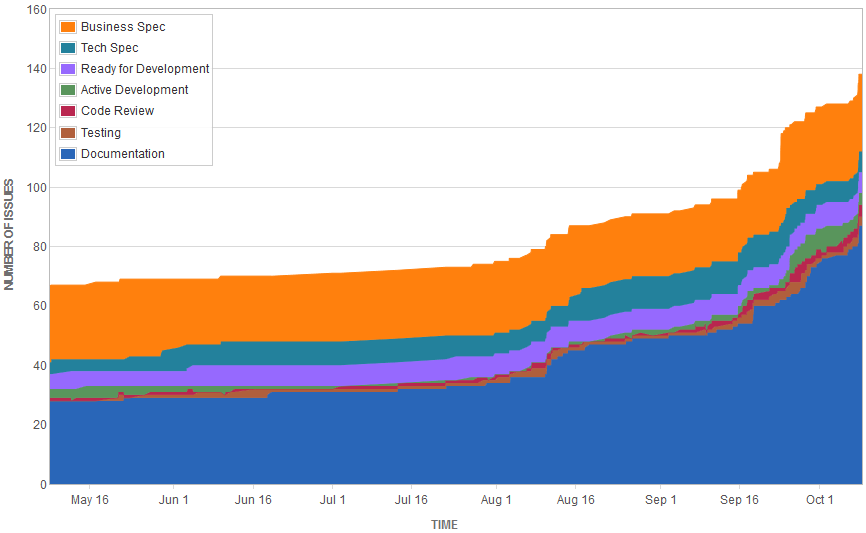 160
140
120
100
80
60
40
20
0
NUMBER OF ISSUES
Business Spec
Tech Spec
Ready for Development
Active Development
Code Review
Testing
Documentation
May 16 Jun 1 Jun 16 Jul 1 Jul 16 Aug 1 Aug 16 Sep 1 Sep 16 Oct 1
TIME